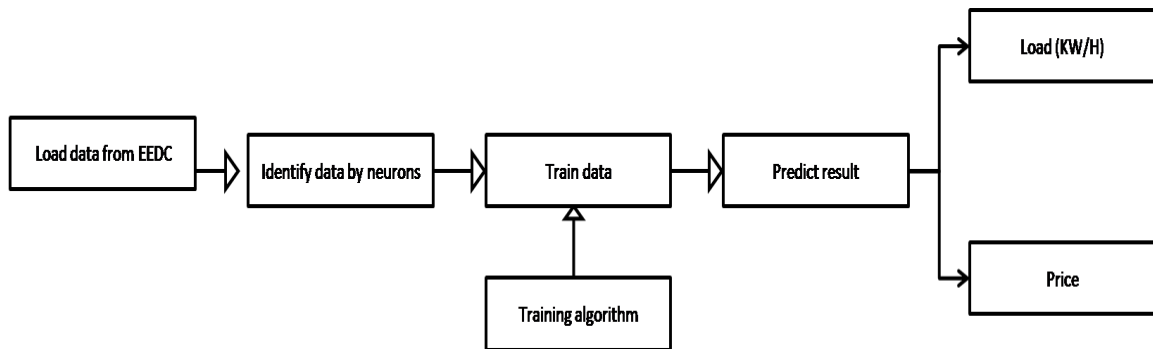 Load data from EEDC
Identify data by neurons
Train data
Training algorithm
Predict result
Load (KW/H)
Price